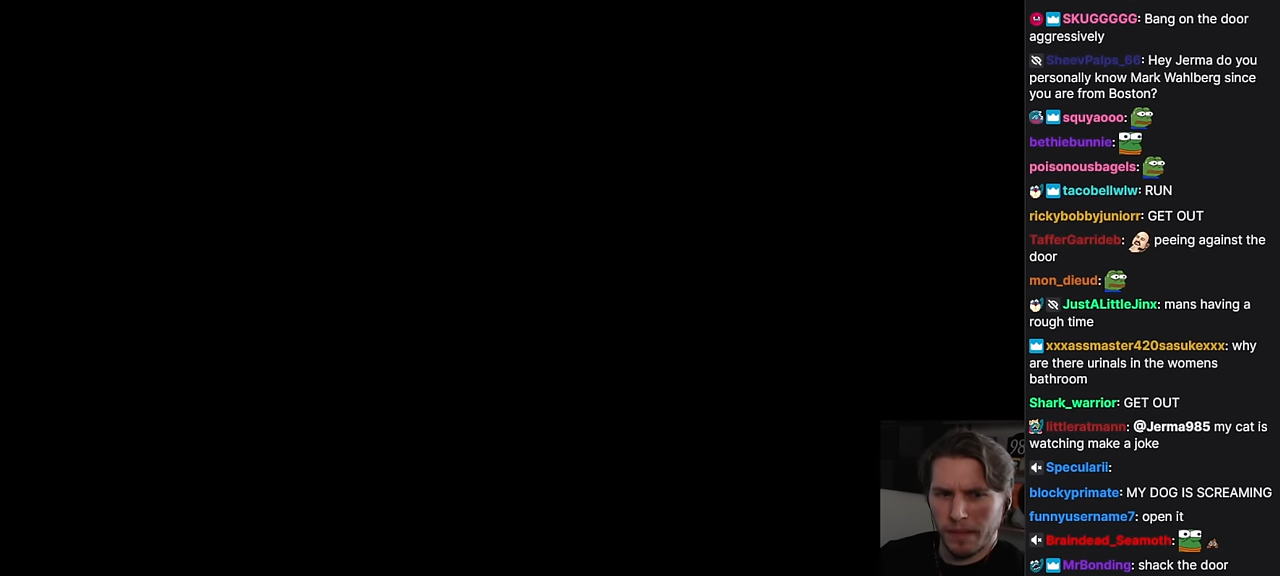 SKUGGGGG: Bang on the door
aggressively
SheevPalps_66: Hey Jerma do you
personally know Mark Wahlberg since
you are from Boston?
squyaooo:
bethiebunnie:
poisonousbagels:
tacobellwlw: RUN
rickybobbyjuniorr: GET OUT
TafferGarrideb: peeing against the
door
mon_dieud:
JustALittleJinx: mans having a
rough time
xxxassmaster420sasukexxx: why
are there urinals in the womens
bathroom
Shark_warrior: GET OUT
littleratmann: @Jerma985 my cat is
watching make a joke
Specularii:
blockyprimate: MY DOG IS SCREAMING
funnyusername7: open it
Braindead_Seamoth:
MrBonding: shack the door